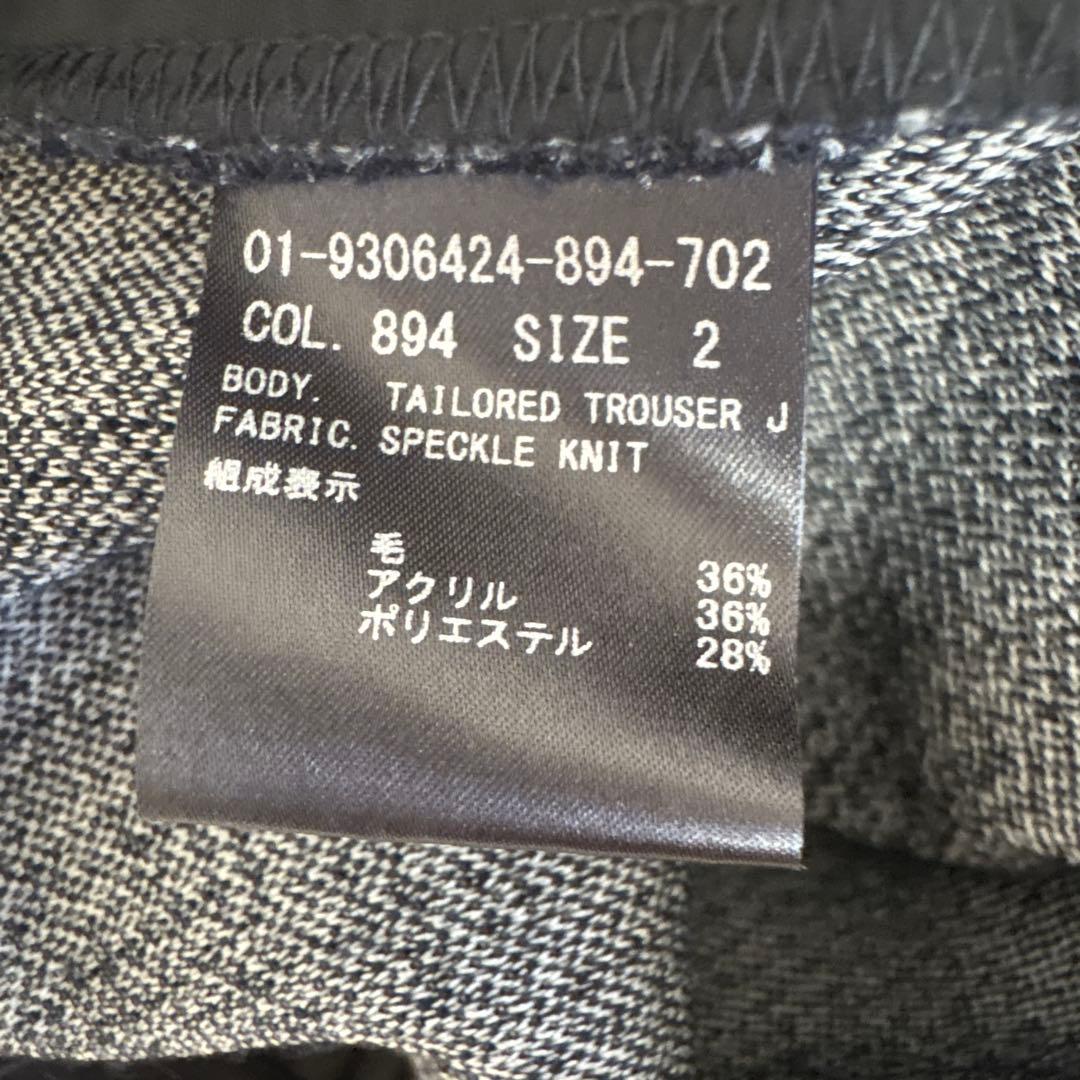 01-9306424-894-702
COL. 894 SIZE 2
BODY. TAILORED TROUSER J
FABRIC. SPECKLE KNIT
組成表示
毛 36%
アクリル 36%
ポリエステル 28%